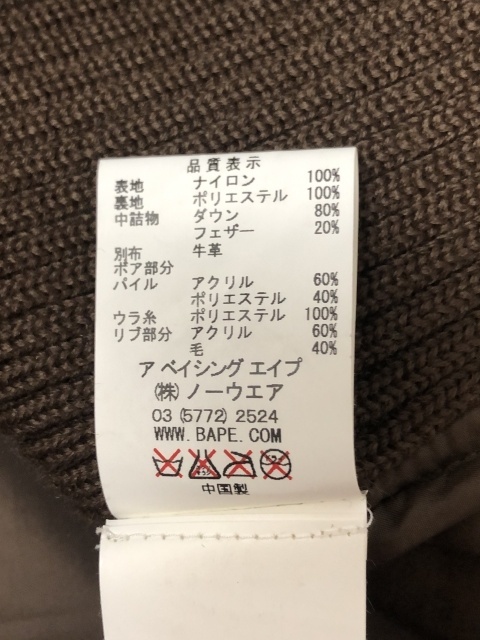 品質表示
表地 ナイロン 100%
裏地 ポリエステル 100%
中詰物 ダウン 80%
フェザー 20%
別布 牛革
ボア部分
パイル アクリル 60%
ポリエステル 40%
ウラ糸 ポリエステル 100%
リブ部分 アクリル 60%
毛 40%
ア ベイシング エイプ
(株) ノーウエア
03 (5772) 2524
WWW.BAPE.COM
中国製